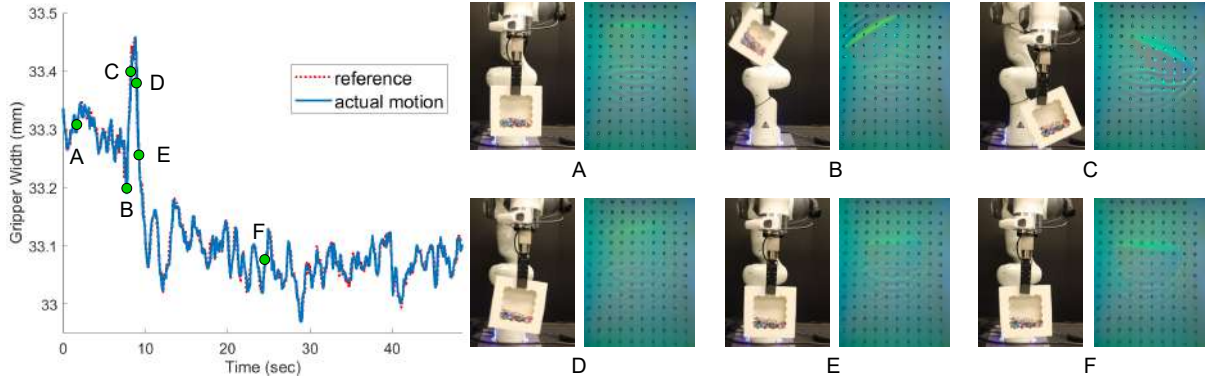 33.5
33.4
33.3
33.2
33.1
33
Gripper Width (mm)
0
10
20
30
40
Time (sec)
reference
actual motion
A
B
C
D
E
F
A
B
C
D
E
F